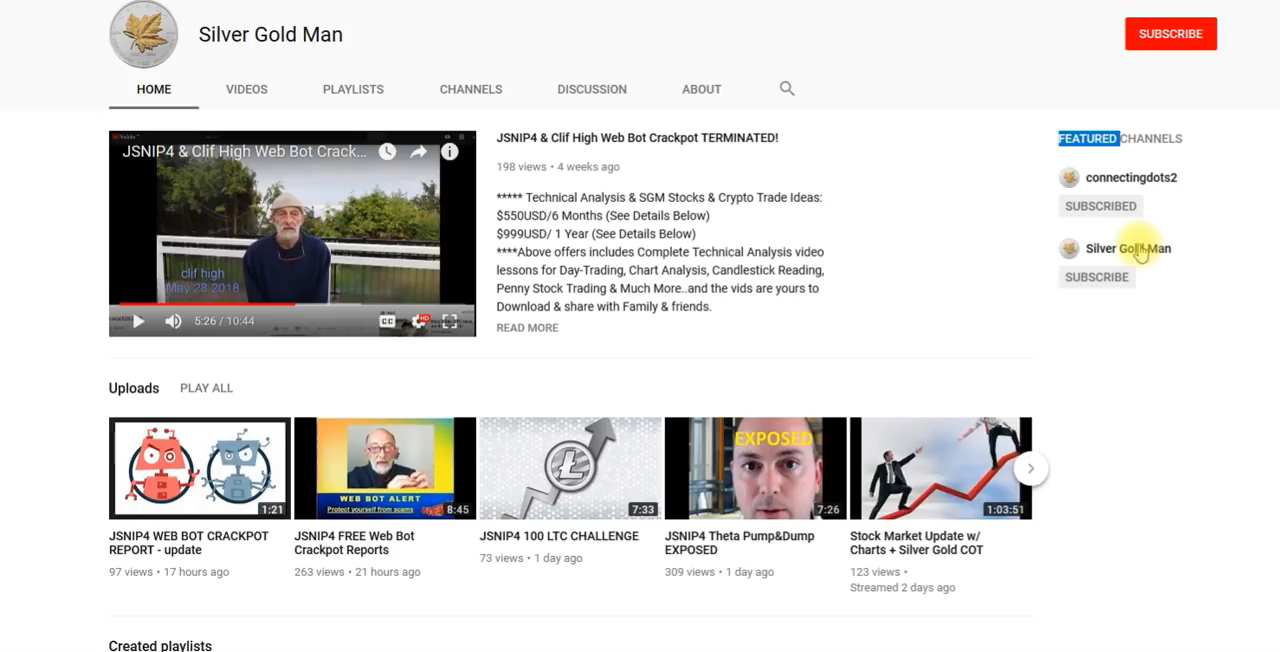 Silver Gold Man
SUBSCRIBE
HOME
VIDEOS
PLAYLISTS
CHANNELS
DISCUSSION
ABOUT
JSNIP4 & Clif High Web Bot Crack...
clif high
May 28 2018
5:26 / 10:44
CC
HD
JSNIP4 & Clif High Web Bot Crackpot TERMINATED!
198 views • 4 weeks ago
***** Technical Analysis & SGM Stocks & Crypto Trade Ideas:
$550USD/6 Months (See Details Below)
$999USD/ 1 Year (See Details Below)
****Above offers includes Complete Technical Analysis video
lessons for Day-Trading, Chart Analysis, Candlestick Reading,
Penny Stock Trading & Much More..and the vids are yours to
Download & share with Family & friends.
READ MORE
FEATURED CHANNELS
connectingdots2
SUBSCRIBED
Silver Gold Man
SUBSCRIBE
Uploads
PLAY ALL
1:21
JSNIP4 WEB BOT CRACKPOT
REPORT - update
97 views • 17 hours ago
WEB BOT ALERT
Protect yourself from scams
8:45
JSNIP4 FREE Web Bot
Crackpot Reports
263 views • 21 hours ago
7:33
JSNIP4 100 LTC CHALLENGE
73 views • 1 day ago
EXPOSED
7:26
JSNIP4 Theta Pump&Dump
EXPOSED
309 views • 1 day ago
1:03:51
Stock Market Update w/
Charts + Silver Gold COT
123 views •
Streamed 2 days ago
Created playlists